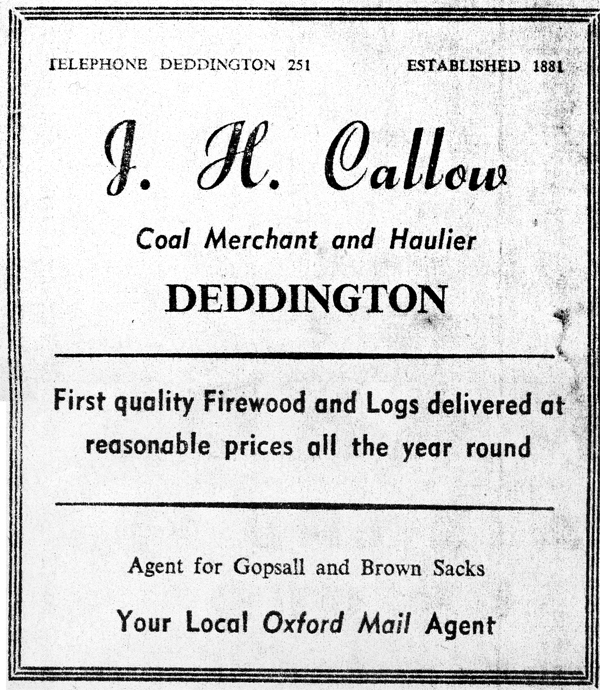 TELEPHONE DEDDINGTON 251 ESTABLISHED 1881
J. H. Callow
Coal Merchant and Haulier
DEDDINGTON
First quality Firewood and Logs delivered at
reasonable prices all the year round
Agent for Gopsall and Brown Sacks
Your Local Oxford Mail Agent